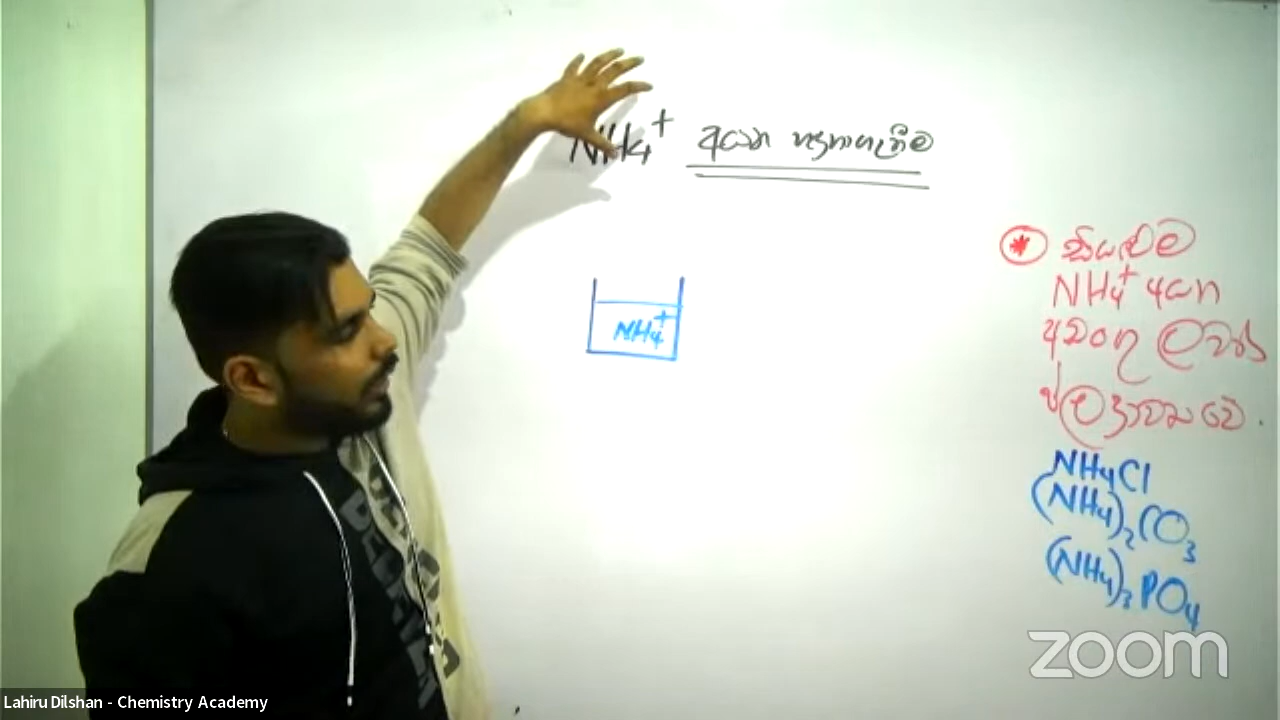 NH₄⁺ අයන හඳුනාගැනීම
NH₄⁺
* සියළුම
NH₄⁺ අයන
අඩංගු ලවණ
ජලද්‍රාව්‍ය වේ.
NH₄Cl
(NH₄)₂CO₃
(NH₄)₃PO₄
zoom
Lahiru Dilshan - Chemistry Academy